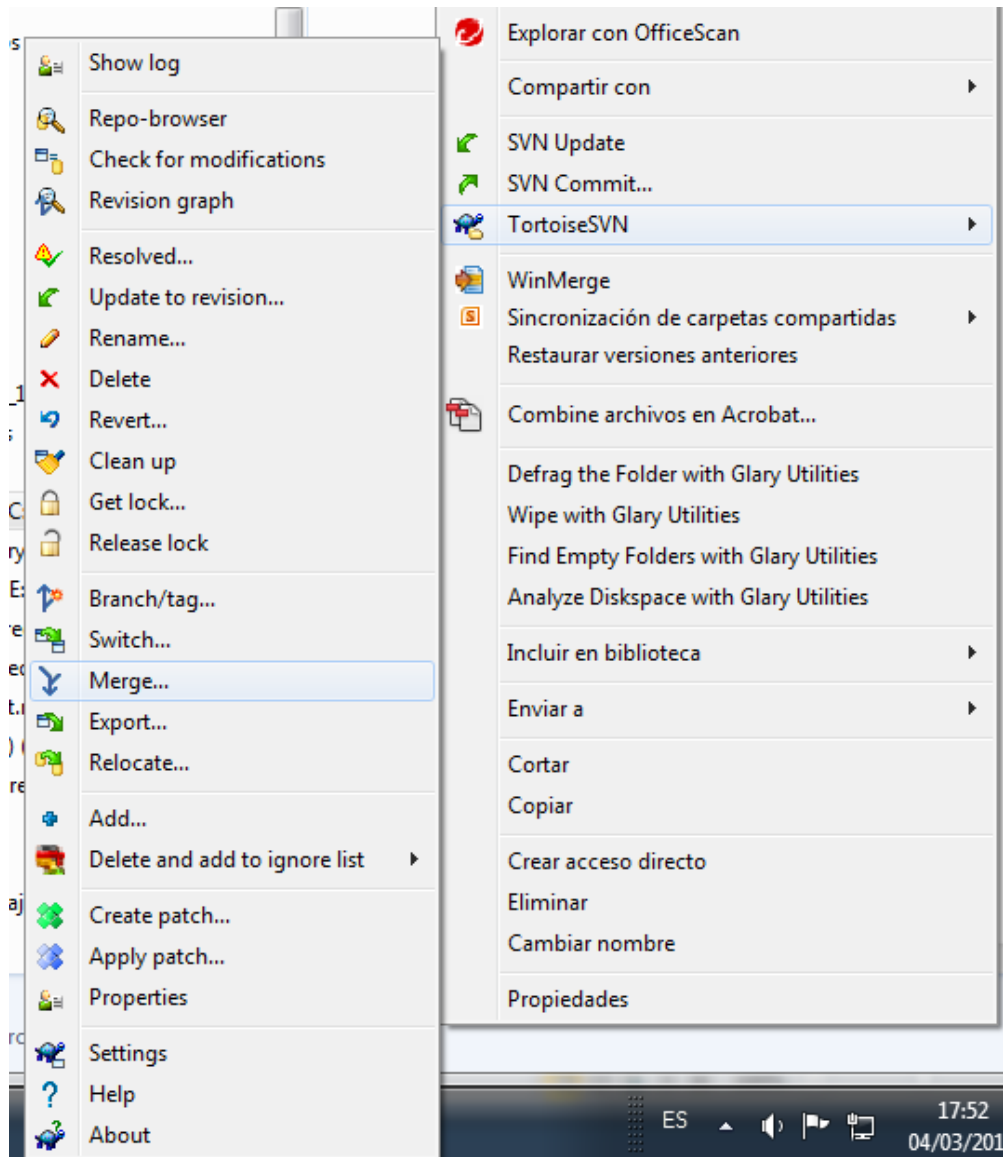 Show log
Repo-browser
Check for modifications
Revision graph
Resolved...
Update to revision...
Rename...
Delete
Revert...
Clean up
Get lock...
Release lock
Branch/tag...
Switch...
Merge...
Export...
Relocate...
Add...
Delete and add to ignore list
Create patch...
Apply patch...
Properties
Settings
Help
About
Explorar con OfficeScan
Compartir con
SVN Update
SVN Commit...
TortoiseSVN
WinMerge
Sincronización de carpetas compartidas
Restaurar versiones anteriores
Combine archivos en Acrobat...
Defrag the Folder with Glary Utilities
Wipe with Glary Utilities
Find Empty Folders with Glary Utilities
Analyze Diskspace with Glary Utilities
Incluir en biblioteca
Enviar a
Cortar
Copiar
Crear acceso directo
Eliminar
Cambiar nombre
Propiedades
ES
17:52
04/03/201